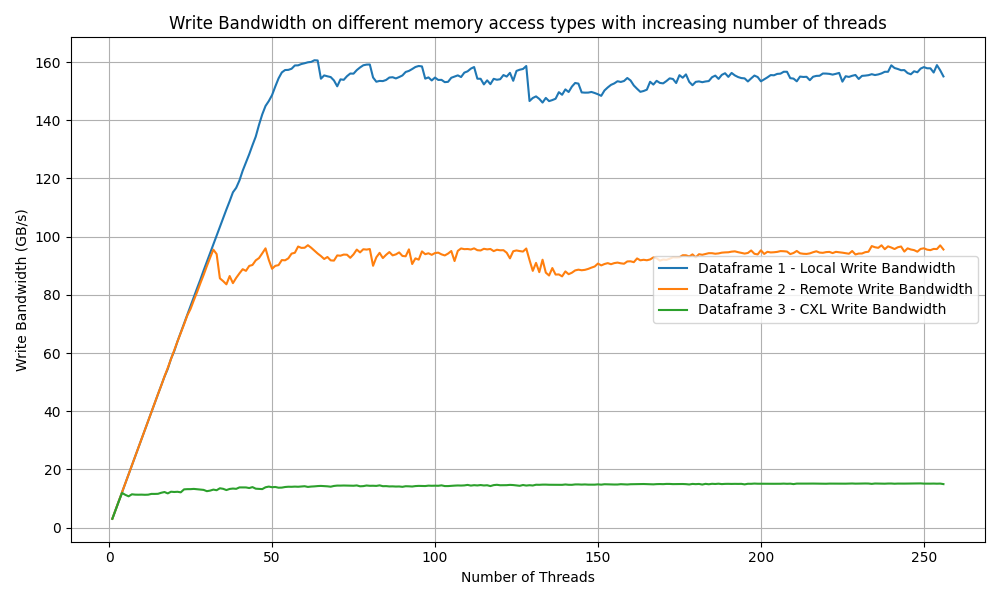 Write Bandwidth on different memory access types with increasing number of threads
Write Bandwidth (GB/s)
160
140
120
100
80
60
40
20
0
Dataframe 1 - Local Write Bandwidth
Dataframe 2 - Remote Write Bandwidth
Dataframe 3 - CXL Write Bandwidth
0 50 100 150 200 250
Number of Threads